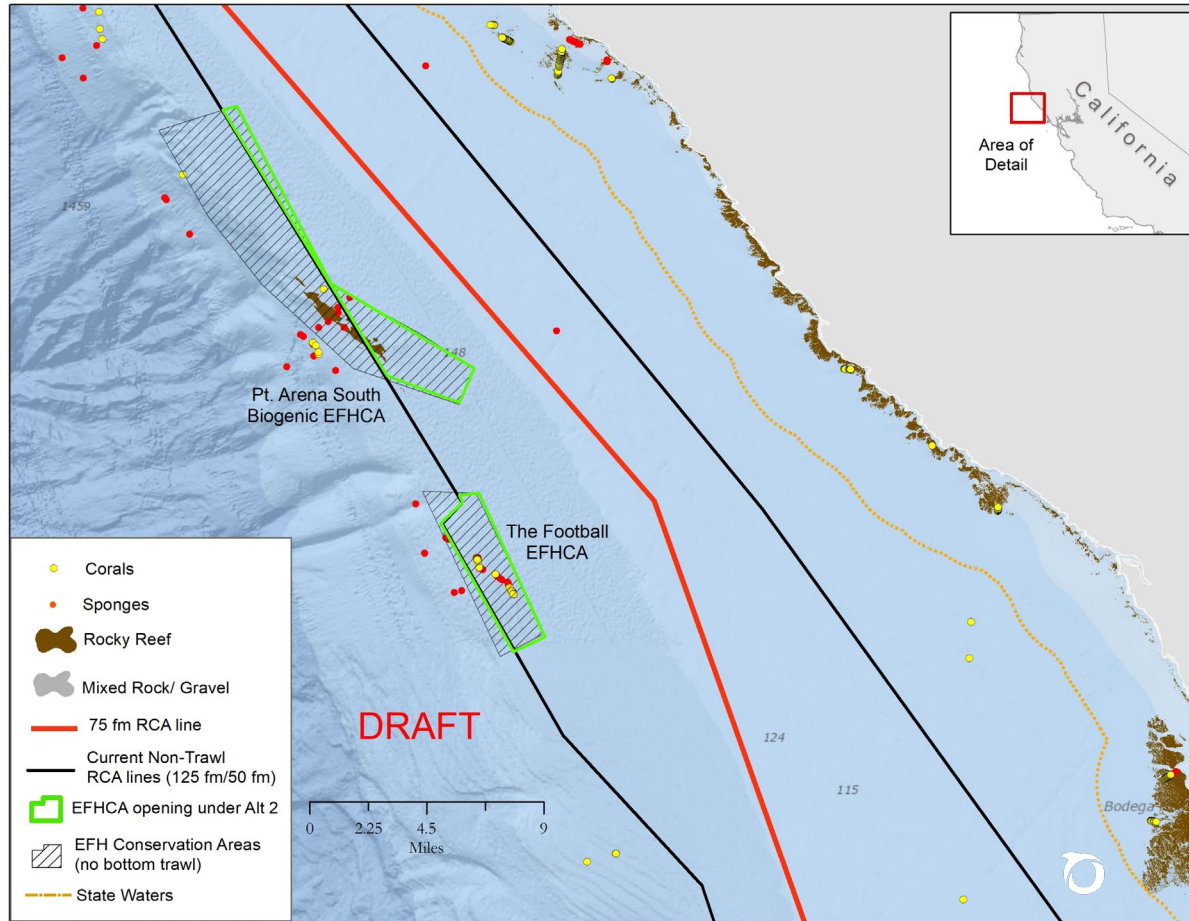 California
Area of
Detail
1459
148
Pt. Arena South
Biogenic EFHCA
The Football
EFHCA
DRAFT
124
115
Bodega
Corals
Sponges
Rocky Reef
Mixed Rock/ Gravel
75 fm RCA line
Current Non-Trawl
RCA lines (125 fm/50 fm)
EFHCA opening under Alt 2
EFH Conservation Areas
(no bottom trawl)
State Waters
0 2.25 4.5 9
Miles